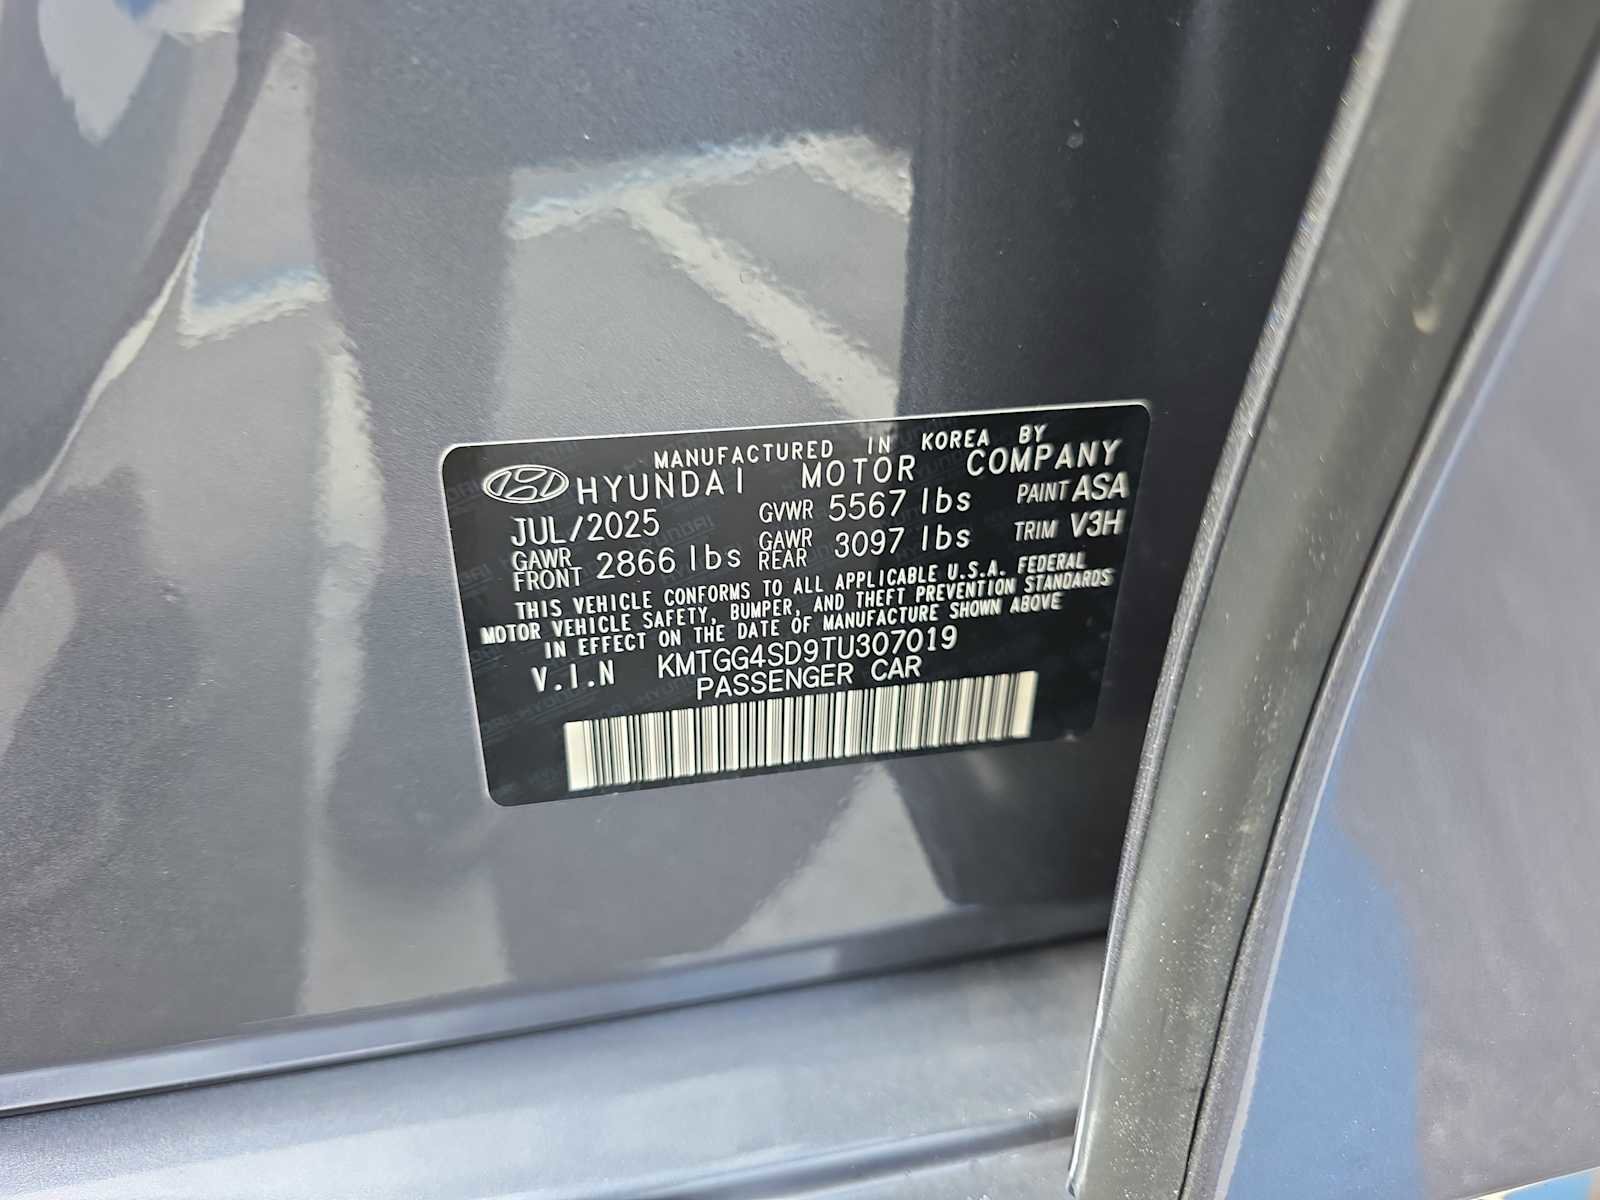 MANUFACTURED IN KOREA BY
HYUNDAI MOTOR COMPANY
JUL/2025 GVWR 5567 lbs PAINT ASA
GAWR FRONT 2866 lbs GAWR REAR 3097 lbs TRIM V3H
THIS VEHICLE CONFORMS TO ALL APPLICABLE U.S.A. FEDERAL
MOTOR VEHICLE SAFETY, BUMPER, AND THEFT PREVENTION STANDARDS
IN EFFECT ON THE DATE OF MANUFACTURE SHOWN ABOVE
V.I.N KMTGG4SD9TU307019
PASSENGER CAR